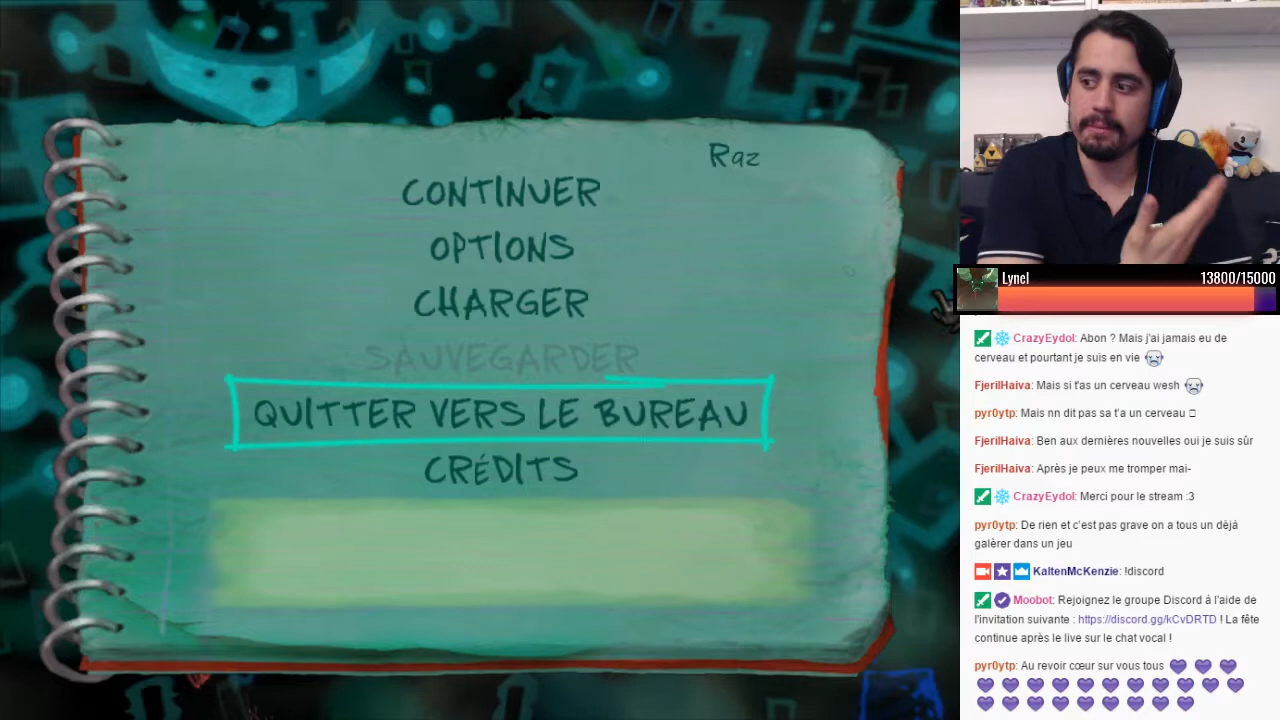 Raz
CONTINUER
OPTIONS
CHARGER
SAUVEGARDER
QUITTER VERS LE BUREAU
CRÉDITS
Lynel 13800/15000
CrazyEydol: Abon ? Mais j'ai jamais eu de
cerveau et pourtant je suis en vie
FjerilHaiva: Mais si t'as un cerveau wesh
pyr0ytp: Mais nn dit pas sa t'a un cerveau
FjerilHaiva: Ben aux dernières nouvelles oui je suis sûr
FjerilHaiva: Après je peux me tromper mai-
CrazyEydol: Merci pour le stream :3
pyr0ytp: De rien et c'est pas grave on a tous un dèjà
galèrer dans un jeu
KaltenMcKenzie: !discord
Moobot: Rejoignez le groupe Discord à l'aide de
l'invitation suivante : https://discord.gg/kCvDRTD ! La fête
continue après le live sur le chat vocal !
pyr0ytp: Au revoir cœur sur vous tous